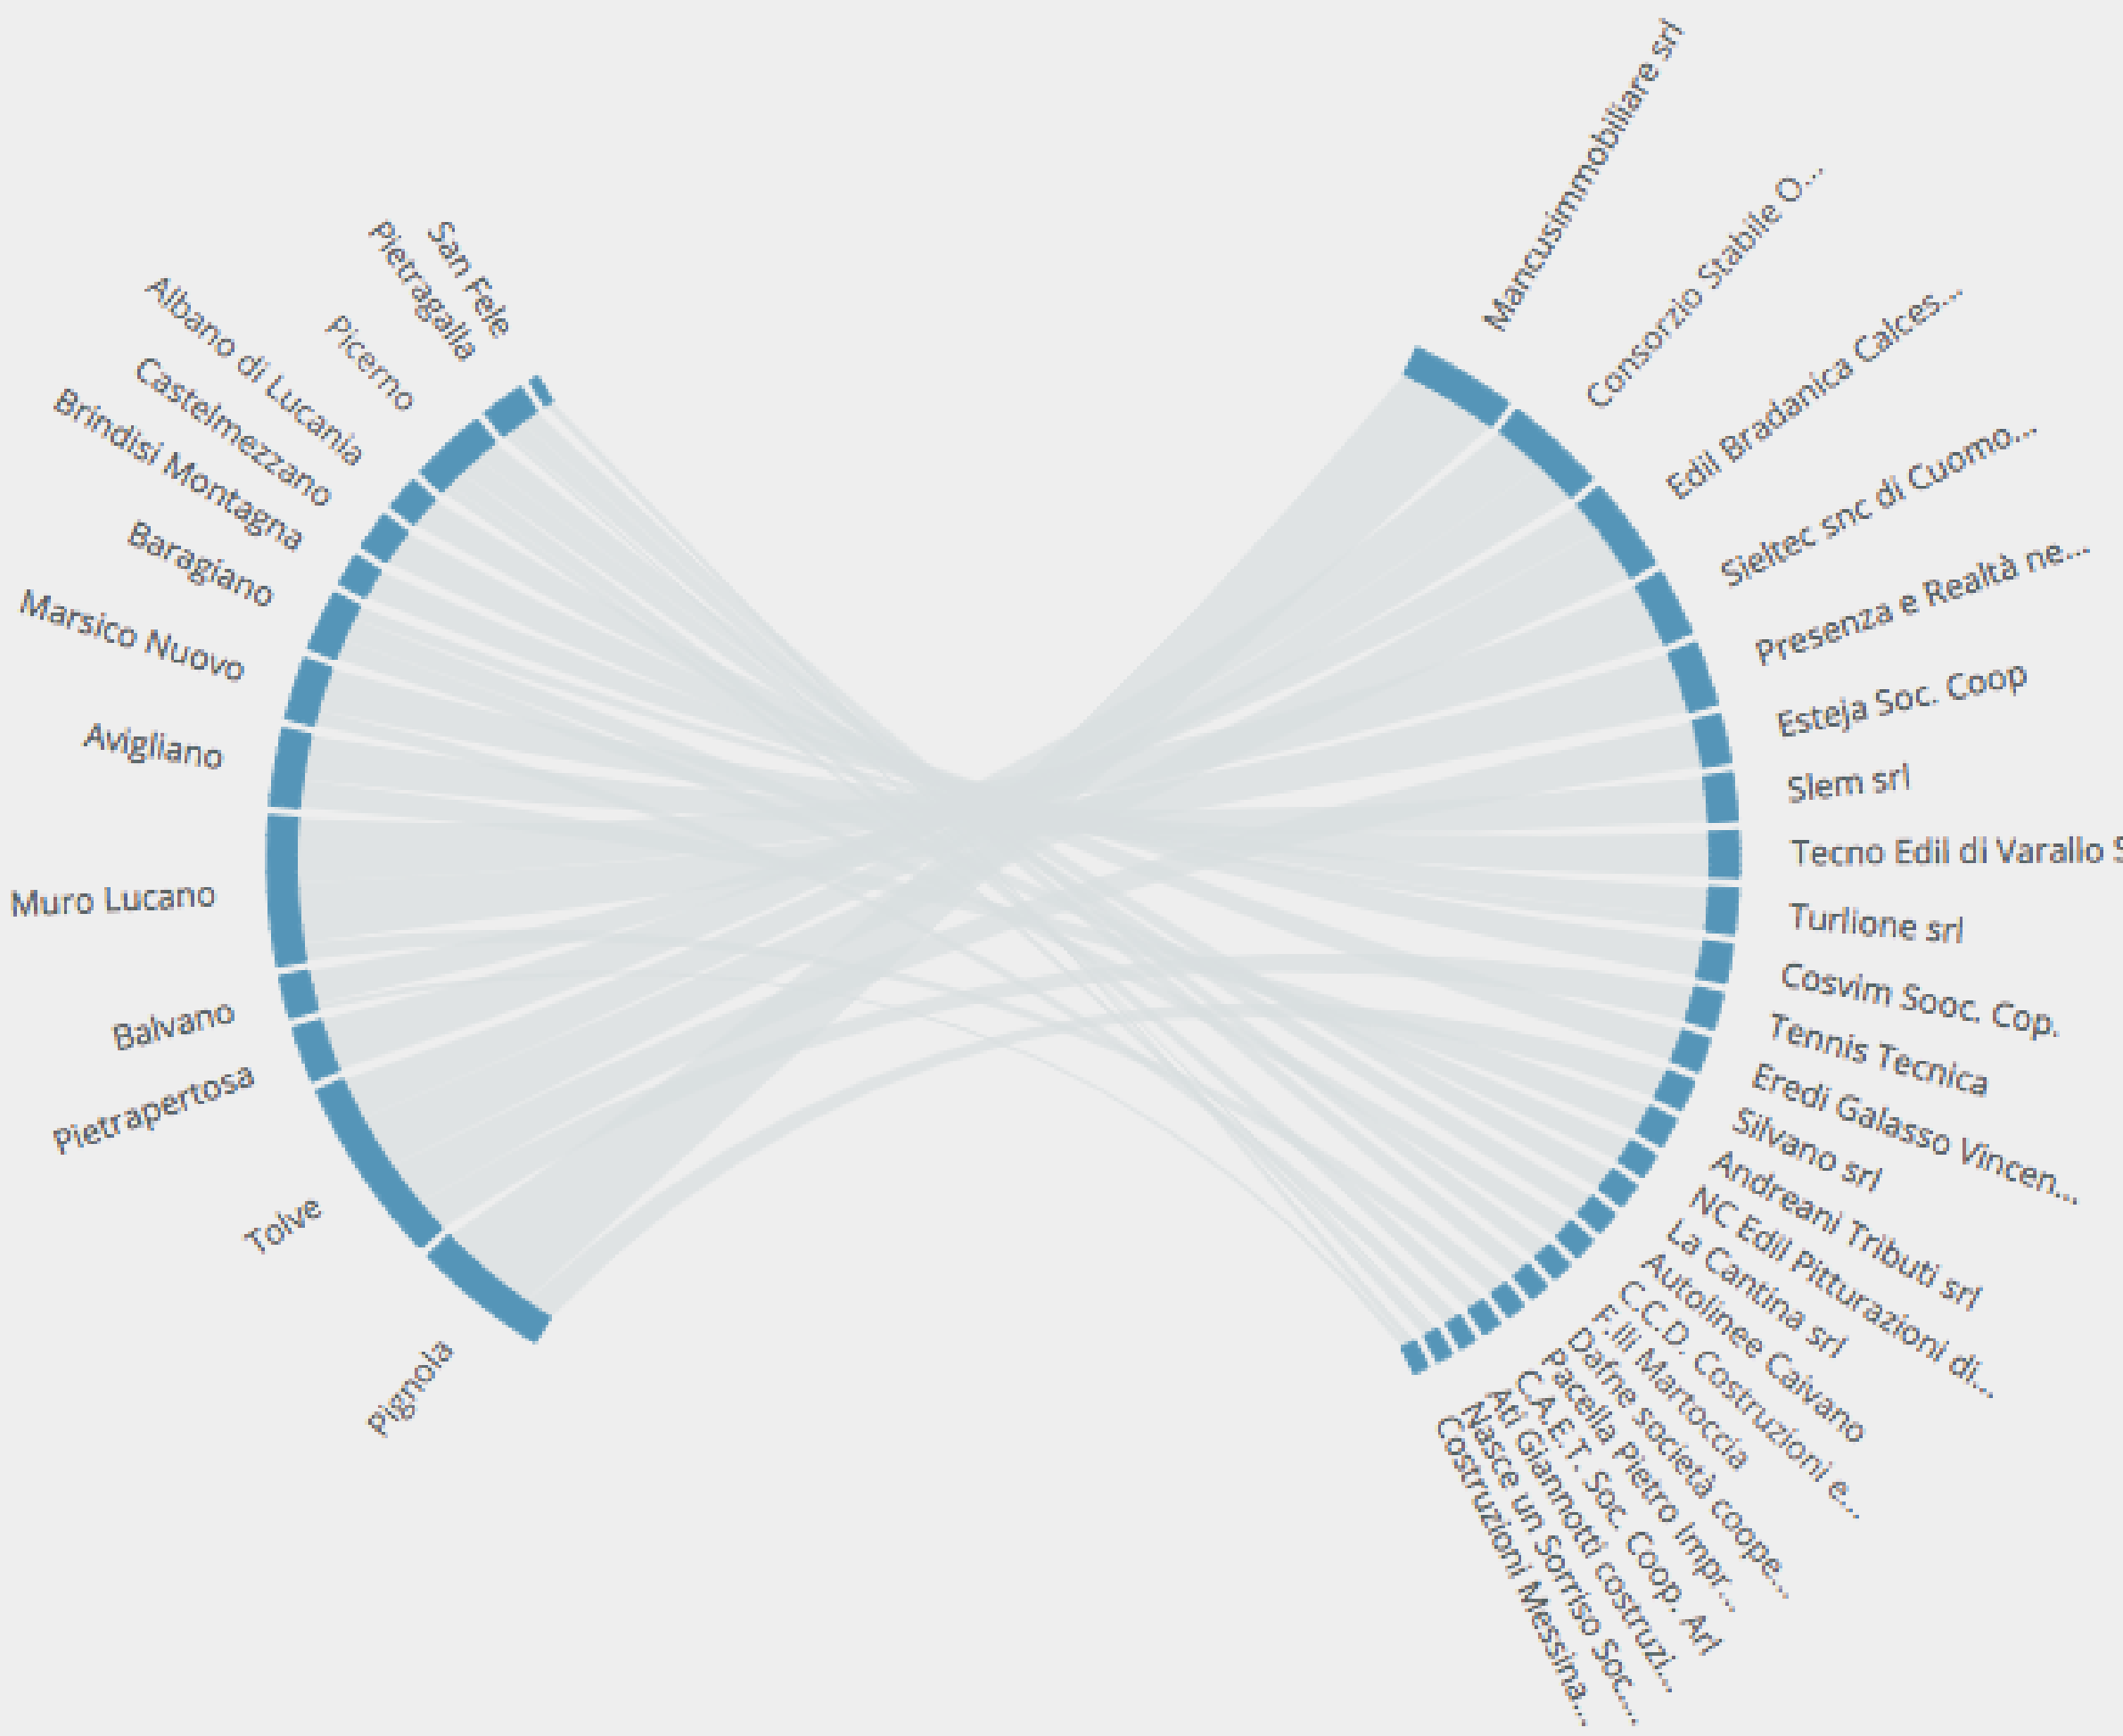 San Fele
Pietragalla
Picerno
Albano di Lucania
Castelmezzano
Brindisi Montagna
Baragiano
Marsico Nuovo
Avigliano
Muro Lucano
Balvano
Pietrapertosa
Tolve
Pignola
Mancusimmobiliare srl
Consorzio Stabile O...
Edil Bradanica Calces...
Sieltec snc di Cuomo...
Presenza e Realtà ne...
Esteja Soc. Coop
Slem srl
Tecno Edil di Varallo S
Turlione srl
Cosvim Sooc. Cop.
Tennis Tecnica
Eredi Galasso Vincen...
Silvano srl
Andreani Tributi srl
NC Edil Pitturazioni di...
La Cantina srl
Autolinee Caivano
C.C.D. Costruzioni e...
F.lli Martoccia
Dafne società coope...
Pacella Pietro Impr...
C.A.E.T. Soc. Coop. Arl
Ati Giannotti costruzi...
Nasce un Sorriso Soc....
Costruzioni Messina...